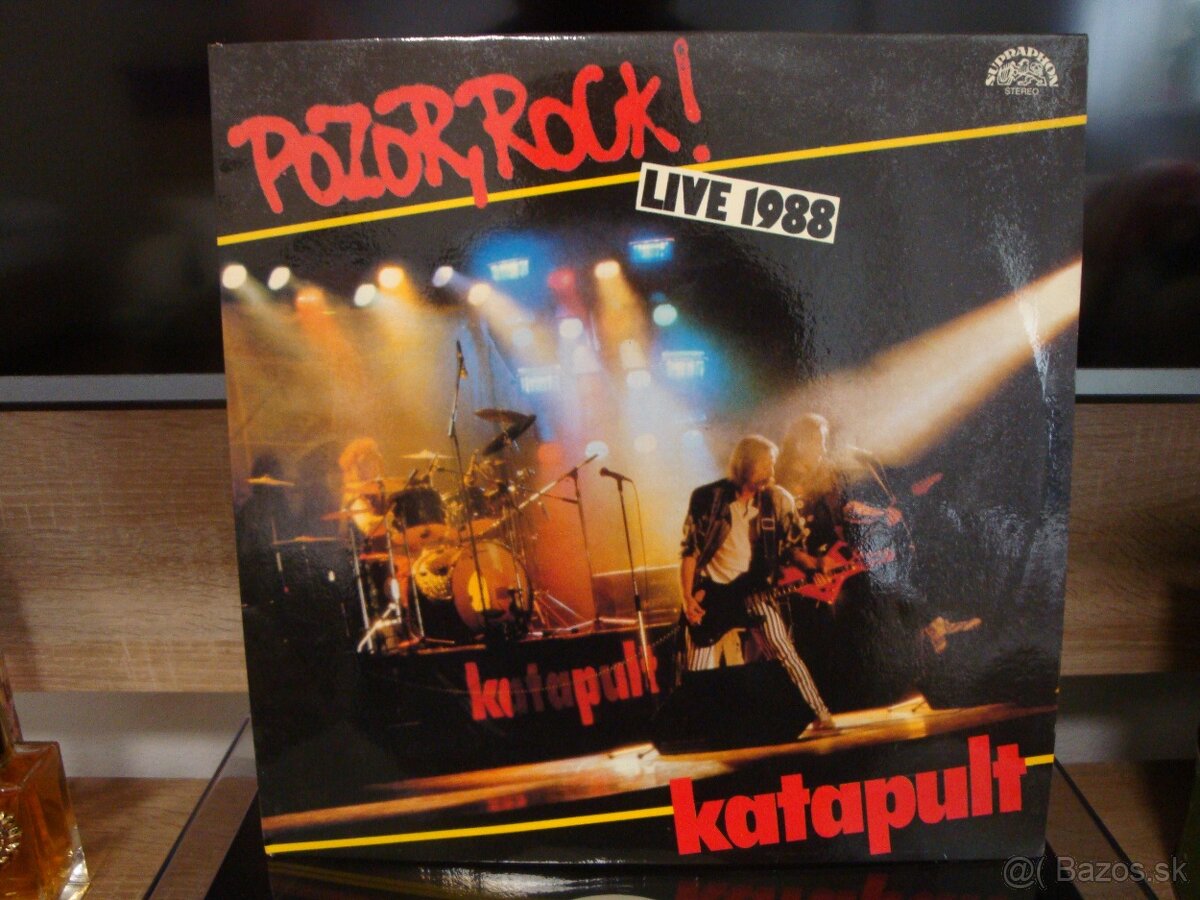 POZOR, ROCK!
SUPRAPHON
STEREO
LIVE 1988
katapult
katapult
@( Bazos.sk